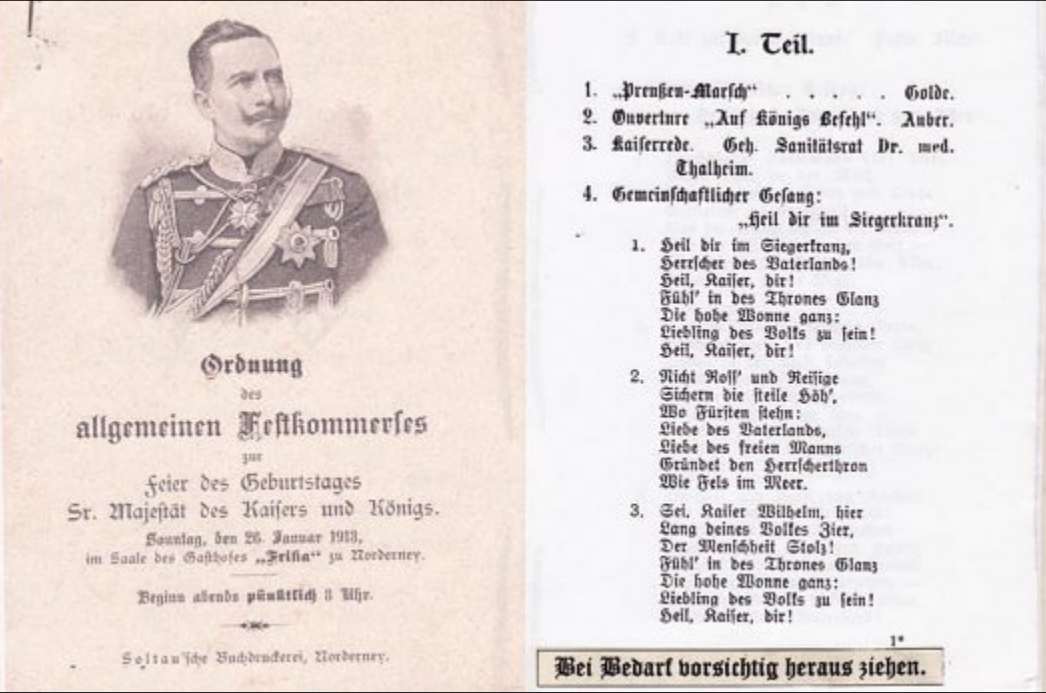 Ordnung
des
allgemeinen Festkommerses
zur
Feier des Geburtstages
Sr. Majestät des Kaisers und Königs.
Sonntag, den 26. Januar 1913,
im Saale des Gasthofes „Frisia“ zu Norderney.
Beginn abends pünktlich 8 Uhr.
Soltau'sche Buchdruckerei, Norderney.
I. Teil.
1. „Preußen-Marsch“ . . . . . . Golde.
2. Ouverture „Auf Königs Befehl“. Auber.
3. Kaiserrede. Geh. Sanitätsrat Dr. med.
Thalheim.
4. Gemeinschaftlicher Gesang:
„Heil dir im Siegerkranz“.
1. Heil dir im Siegerkranz,
Herrscher des Vaterlands!
Heil, Kaiser, dir!
Fühl' in des Thrones Glanz
Die hohe Wonne ganz:
Liebling des Volks zu sein!
Heil, Kaiser, dir!
2. Nicht Ross' und Reisige
Sichern die steile Höh',
Wo Fürsten stehn:
Liebe des Vaterlands,
Liebe des freien Manns
Gründet den Herrscherthron
Wie Fels im Meer.
3. Sei, Kaiser Wilhelm, hier
Lang deines Volkes Zier,
Der Menschheit Stolz!
Fühl' in des Thrones Glanz
Die hohe Wonne ganz:
Liebling des Volks zu sein!
Heil, Kaiser, dir!
1*
Bei Bedarf vorsichtig heraus ziehen.